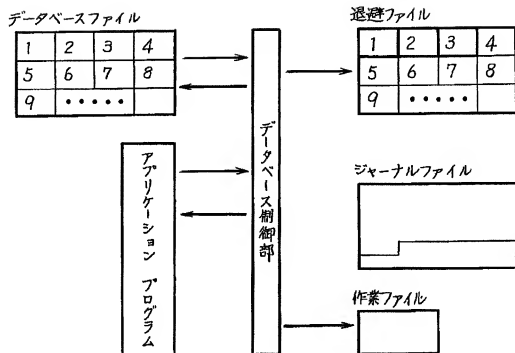 データベースファイル
1 2 3 4
5 6 7 8
9 ・・・・・
退避ファイル
1 2 3 4
5 6 7 8
9 ・・・・・
データベース制御部
アプリケーション プログラム
ジャーナルファイル
作業ファイル